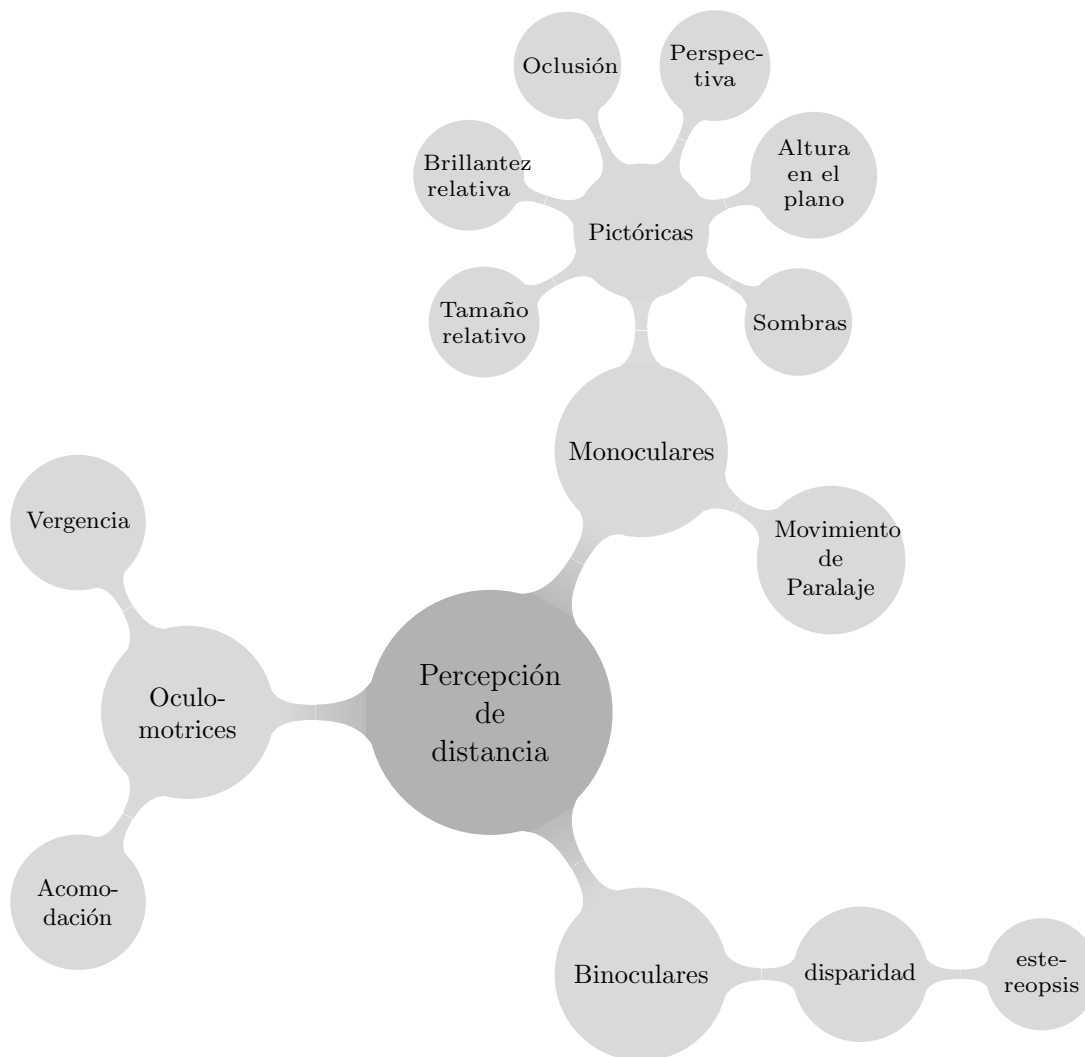 Oclusión
Perspec-
tiva
Brillantez
relativa
Altura
en el
plano
Pictóricas
Tamaño
relativo
Sombras
Monoculares
Vergencia
Movimiento
de
Paralaje
Percepción
de
distancia
Oculo-
motrices
Acomo-
dación
Binoculares
disparidad
este-
reopsis